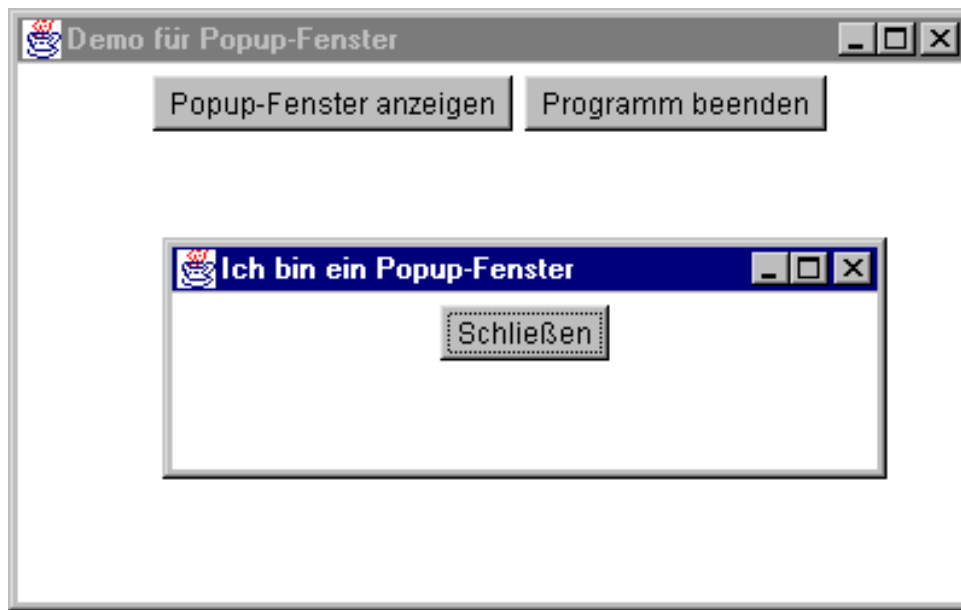 Demo für Popup-Fenster
Popup-Fenster anzeigen Programm beenden
Ich bin ein Popup-Fenster
Schließen